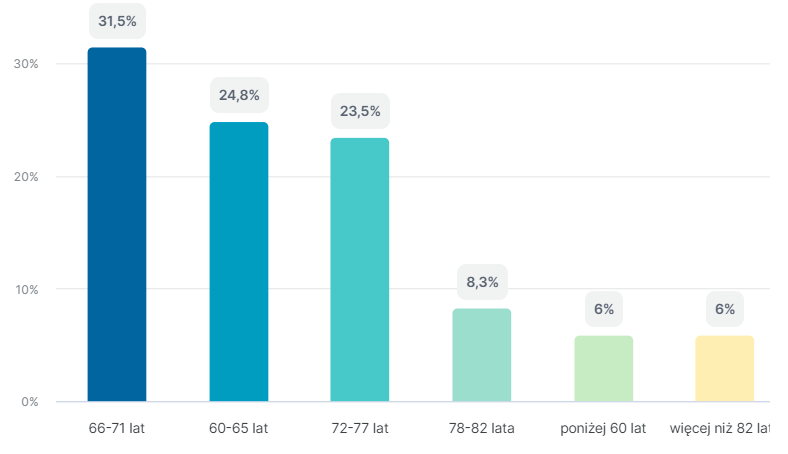 31,5%
30%
24,8%
23,5%
20%
10%
8,3%
6%
6%
0%
66-71 lat
60-65 lat
72-77 lat
78-82 lata
poniżej 60 lat
więcej niż 82 lat